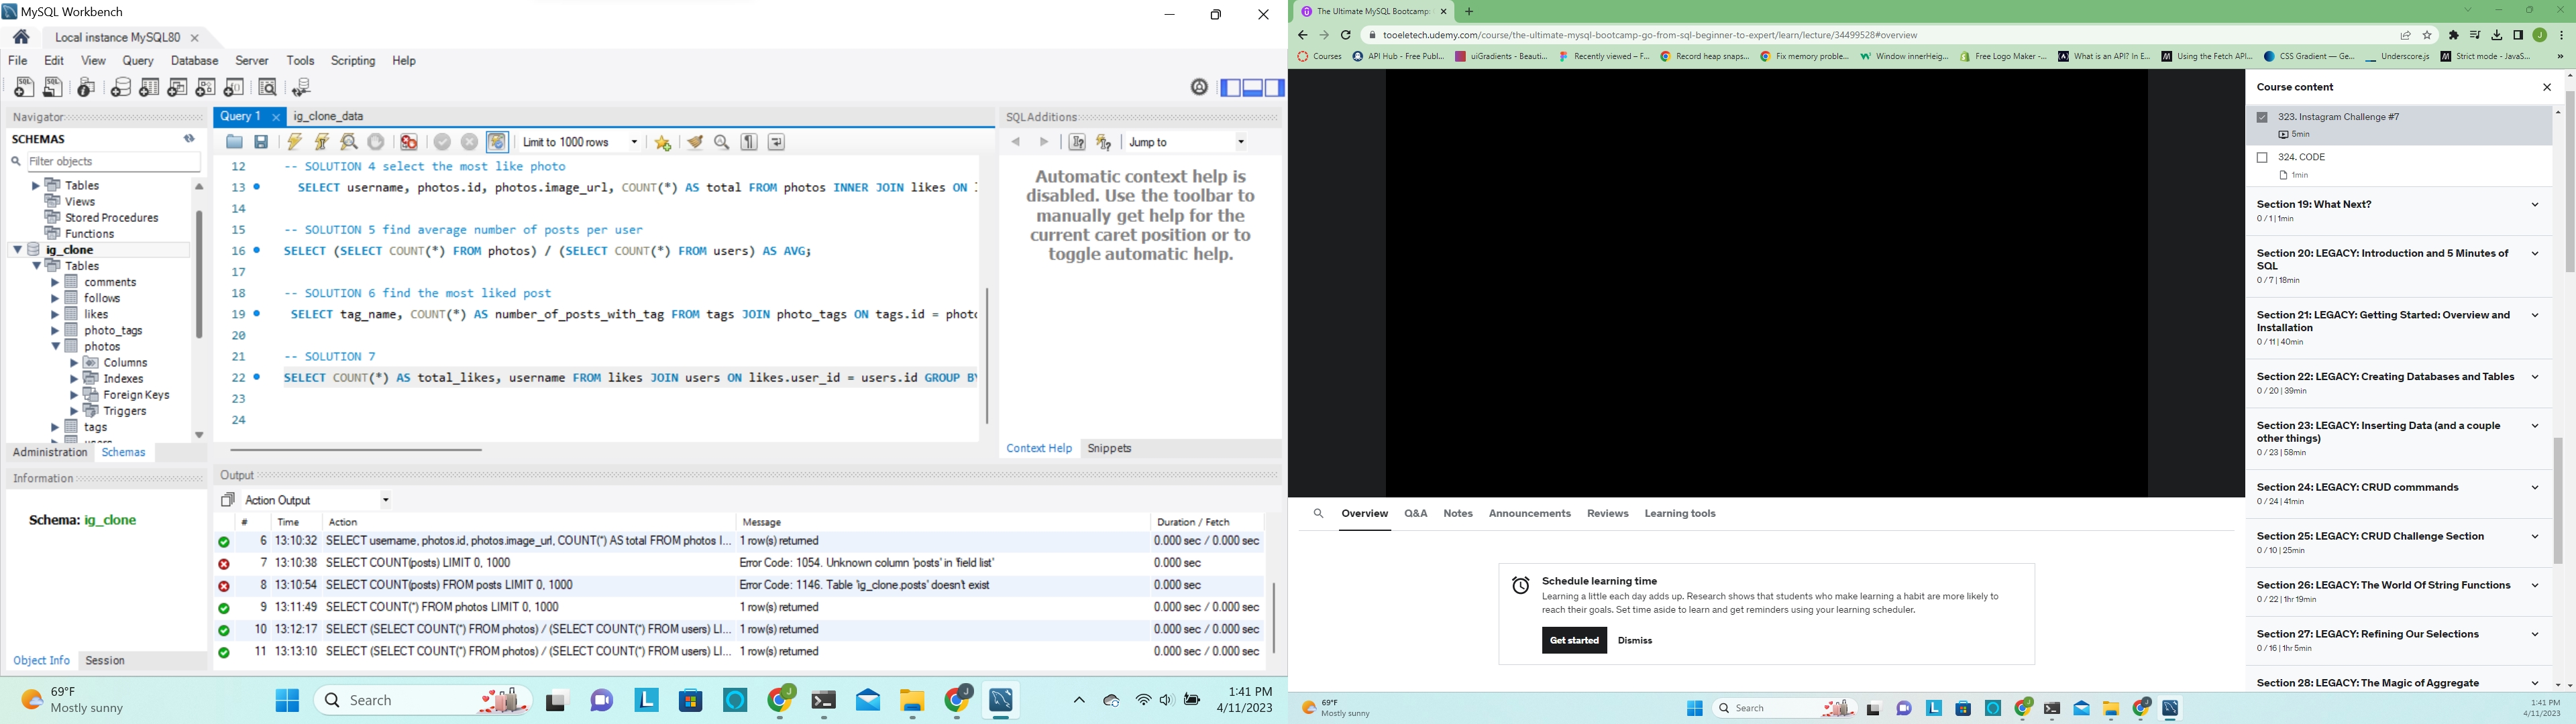 MySQL Workbench
Local instance MySQL80
File Edit View Query Database Server Tools Scripting Help
Navigator
SCHEMAS
Filter objects
Tables
Views
Stored Procedures
Functions
ig_clone
Tables
comments
follows
likes
photo_tags
photos
Columns
Indexes
Foreign Keys
Triggers
tags
Administration Schemas
Information
Schema: ig_clone
Object Info Session
Query 1 ig_clone_data
Limit to 1000 rows
12 -- SOLUTION 4 select the most like photo
13 SELECT username, photos.id, photos.image_url, COUNT(*) AS total FROM photos INNER JOIN likes ON
14
15 -- SOLUTION 5 find average number of posts per user
16 SELECT (SELECT COUNT(*) FROM photos) / (SELECT COUNT(*) FROM users) AS AVG;
17
18 -- SOLUTION 6 find the most liked post
19 SELECT tag_name, COUNT(*) AS number_of_posts_with_tag FROM tags JOIN photo_tags ON tags.id = photo
20
21 -- SOLUTION 7
22 SELECT COUNT(*) AS total_likes, username FROM likes JOIN users ON likes.user_id = users.id GROUP BY
23
24
SQLAdditions
Jump to
Automatic context help is
disabled. Use the toolbar to
manually get help for the
current caret position or to
toggle automatic help.
Context Help Snippets
Output
Action Output
# Time Action Message Duration / Fetch
6 13:10:32 SELECT username, photos.id, photos.image_url, COUNT(*) AS total FROM photos I... 1 row(s) returned 0.000 sec / 0.000 sec
7 13:10:38 SELECT COUNT(posts) LIMIT 0, 1000 Error Code: 1054. Unknown column 'posts' in 'field list' 0.000 sec
8 13:10:54 SELECT COUNT(*) FROM posts LIMIT 0, 1000 Error Code: 1146. Table 'ig_clone.posts' doesn't exist 0.000 sec
9 13:11:49 SELECT COUNT(*) FROM photos LIMIT 0, 1000 1 row(s) returned 0.000 sec / 0.000 sec
10 13:12:17 SELECT (SELECT COUNT(*) FROM photos) / (SELECT COUNT(*) FROM users) LI... 1 row(s) returned 0.000 sec / 0.000 sec
11 13:13:10 SELECT (SELECT COUNT(*) FROM photos) / (SELECT COUNT(*) FROM users) LI... 1 row(s) returned 0.000 sec / 0.000 sec
69°F
Mostly sunny
Search
1:41 PM
4/11/2023
The Ultimate MySQL Bootcamp:
tooeletech.udemy.com/course/the-ultimate-mysql-bootcamp-go-from-sql-beginner-to-expert/learn/lecture/34499528#overview
Courses API Hub - Free Publ... uiGradients - Beauti... Recently viewed – F... Record heap snaps... Fix memory proble... Window innerHeig... Free Logo Maker -... What is an API? In E... Using the Fetch API... CSS Gradient — Ge... Underscore.js Strict mode - JavaS...
Course content
323. Instagram Challenge #7
5min
324. CODE
1min
Section 19: What Next?
0 / 1 | 1min
Section 20: LEGACY: Introduction and 5 Minutes of
SQL
0 / 7 | 18min
Section 21: LEGACY: Getting Started: Overview and
Installation
0 / 11 | 40min
Section 22: LEGACY: Creating Databases and Tables
0 / 20 | 39min
Section 23: LEGACY: Inserting Data (and a couple
other things)
0 / 23 | 58min
Section 24: LEGACY: CRUD commmands
0 / 24 | 41min
Section 25: LEGACY: CRUD Challenge Section
0 / 10 | 25min
Section 26: LEGACY: The World Of String Functions
0 / 22 | 1hr 19min
Section 27: LEGACY: Refining Our Selections
0 / 16 | 1hr 5min
Section 28: LEGACY: The Magic of Aggregate
Overview Q&A Notes Announcements Reviews Learning tools
Schedule learning time
Learning a little each day adds up. Research shows that students who make learning a habit are more likely to
reach their goals. Set time aside to learn and get reminders using your learning scheduler.
Get started Dismiss
69°F
Mostly sunny
Search
1:41 PM
4/11/2023